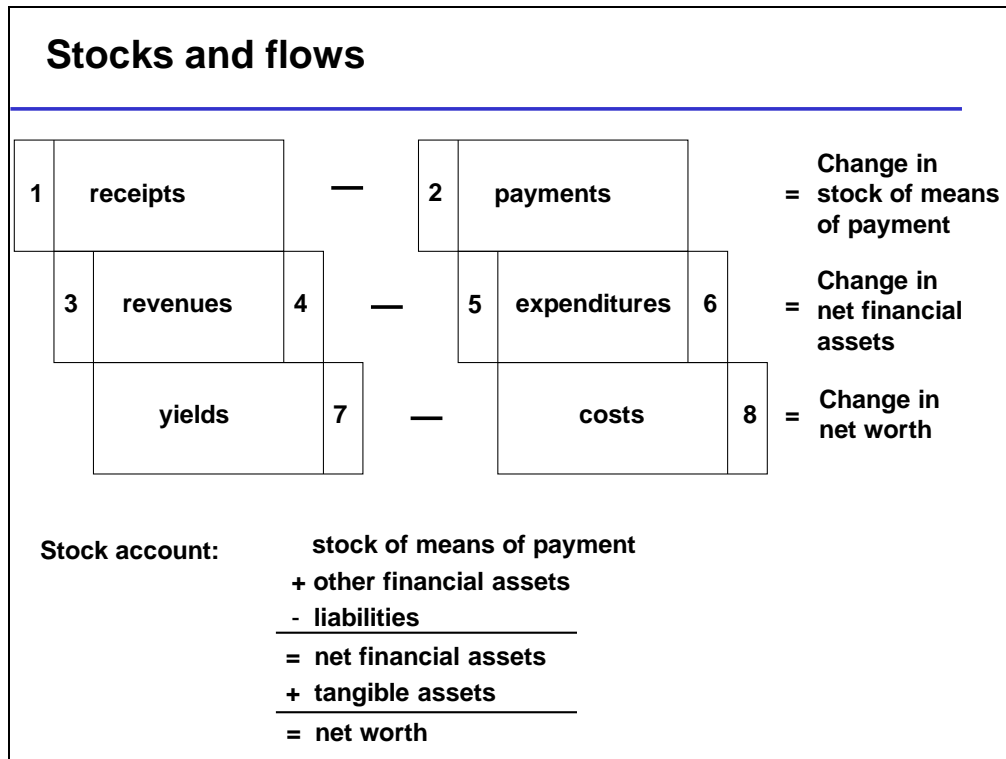 Stocks and flows
1 receipts — 2 payments = Change in stock of means of payment
3 revenues 4 — 5 expenditures 6 = Change in net financial assets
yields 7 — costs 8 = Change in net worth
Stock account: stock of means of payment
+ other financial assets
- liabilities
= net financial assets
+ tangible assets
= net worth